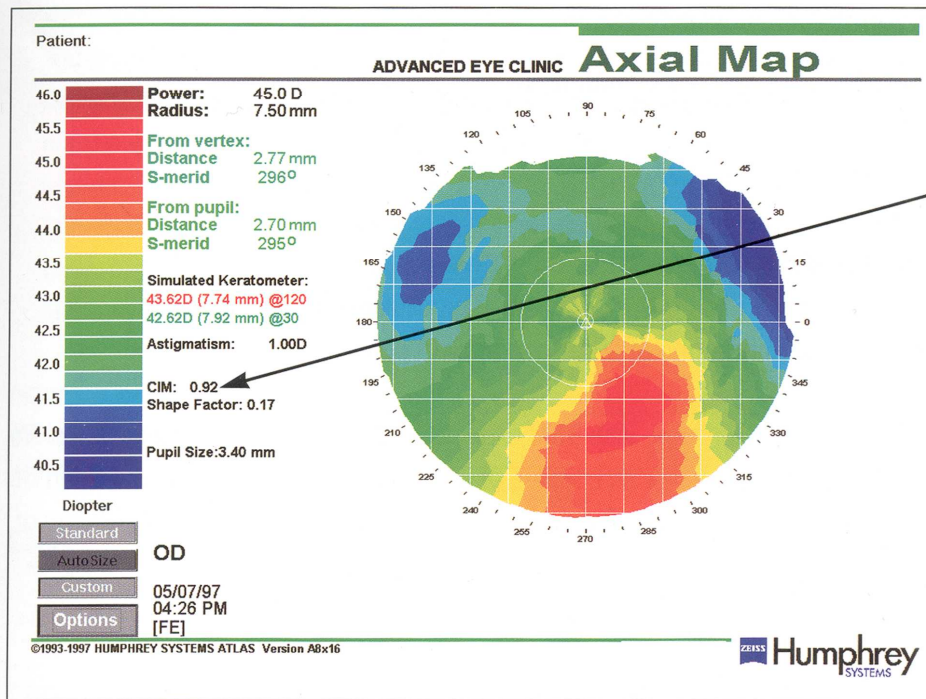 Patient:
ADVANCED EYE CLINIC Axial Map
46.0
45.5
45.0
44.5
44.0
43.5
43.0
42.5
42.0
41.5
41.0
40.5
Diopter
Power: 45.0 D
Radius: 7.50 mm
From vertex:
Distance 2.77 mm
S-merid 296°
From pupil:
Distance 2.70 mm
S-merid 295°
Simulated Keratometer:
43.62D (7.74 mm) @120
42.62D (7.92 mm) @30
Astigmatism: 1.00D
CIM: 0.92
Shape Factor: 0.17
Pupil Size:3.40 mm
90
105 75
120 60
135 45
150 30
165 15
180 0
195 345
210 330
225 315
240 300
255 285
270
Standard
AutoSize
Custom
Options
OD
05/07/97
04:26 PM
[FE]
©1993-1997 HUMPHREY SYSTEMS ATLAS Version A8x16
ZEISS Humphrey
SYSTEMS